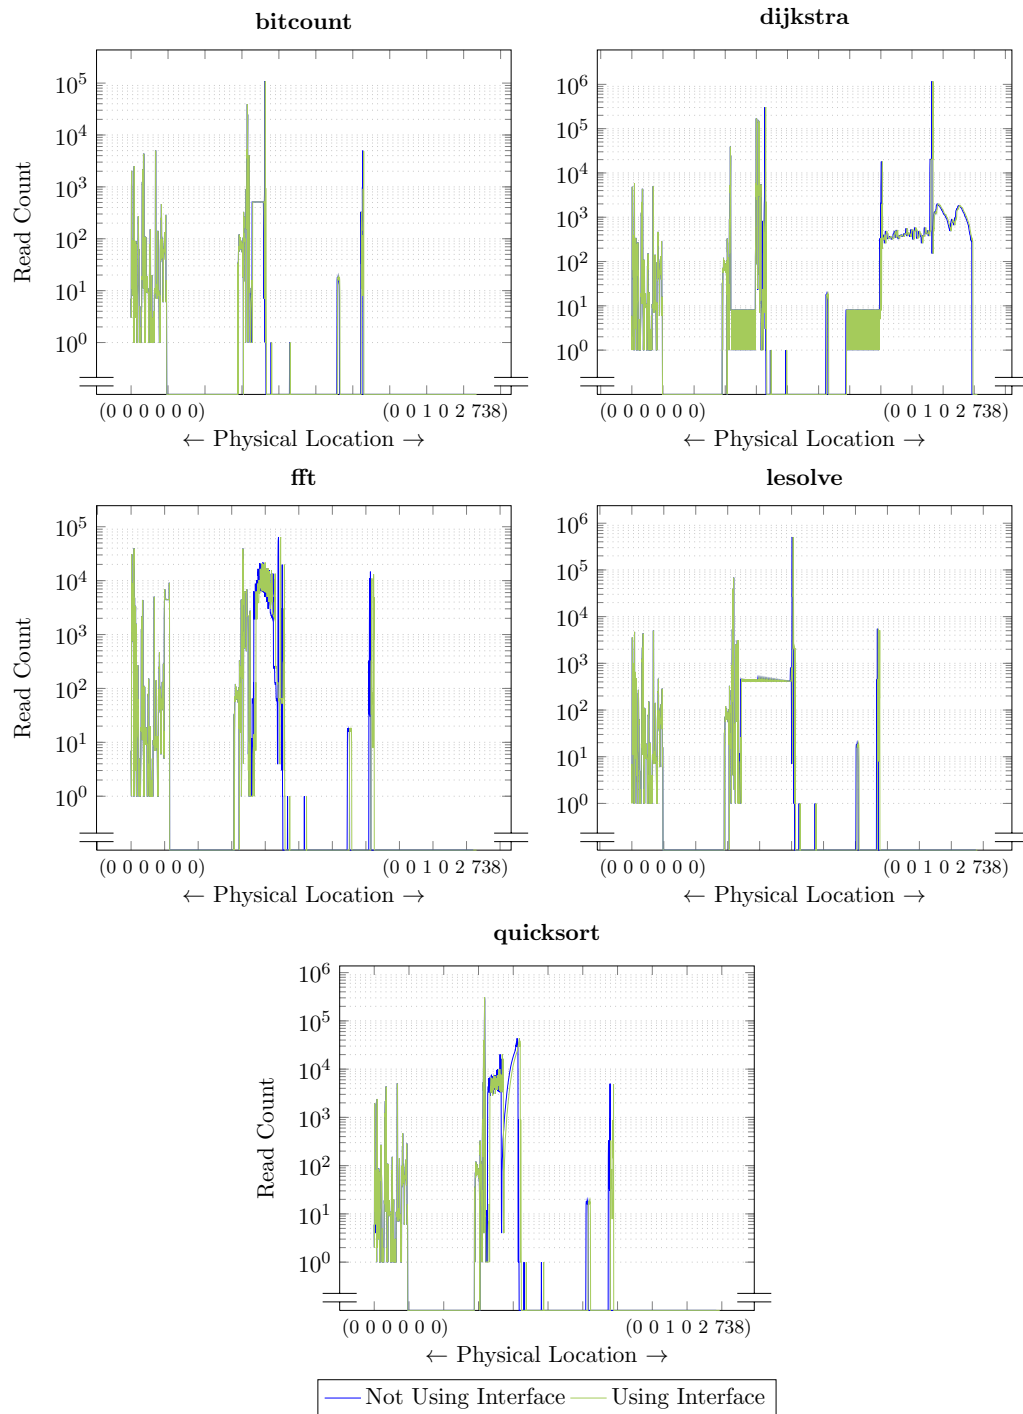 bitcount
dijkstra
10^5
10^4
10^3
10^2
10^1
10^0
Read Count
(0 0 0 0 0 0)
(0 0 1 0 2 738)
← Physical Location →
10^6
10^5
10^4
10^3
10^2
10^1
10^0
(0 0 0 0 0 0)
(0 0 1 0 2 738)
← Physical Location →
fft
lesolve
10^5
10^4
10^3
10^2
10^1
10^0
Read Count
(0 0 0 0 0 0)
(0 0 1 0 2 738)
← Physical Location →
10^6
10^5
10^4
10^3
10^2
10^1
10^0
(0 0 0 0 0 0)
(0 0 1 0 2 738)
← Physical Location →
quicksort
10^6
10^5
10^4
10^3
10^2
10^1
10^0
Read Count
(0 0 0 0 0 0)
(0 0 1 0 2 738)
← Physical Location →
Not Using Interface
Using Interface